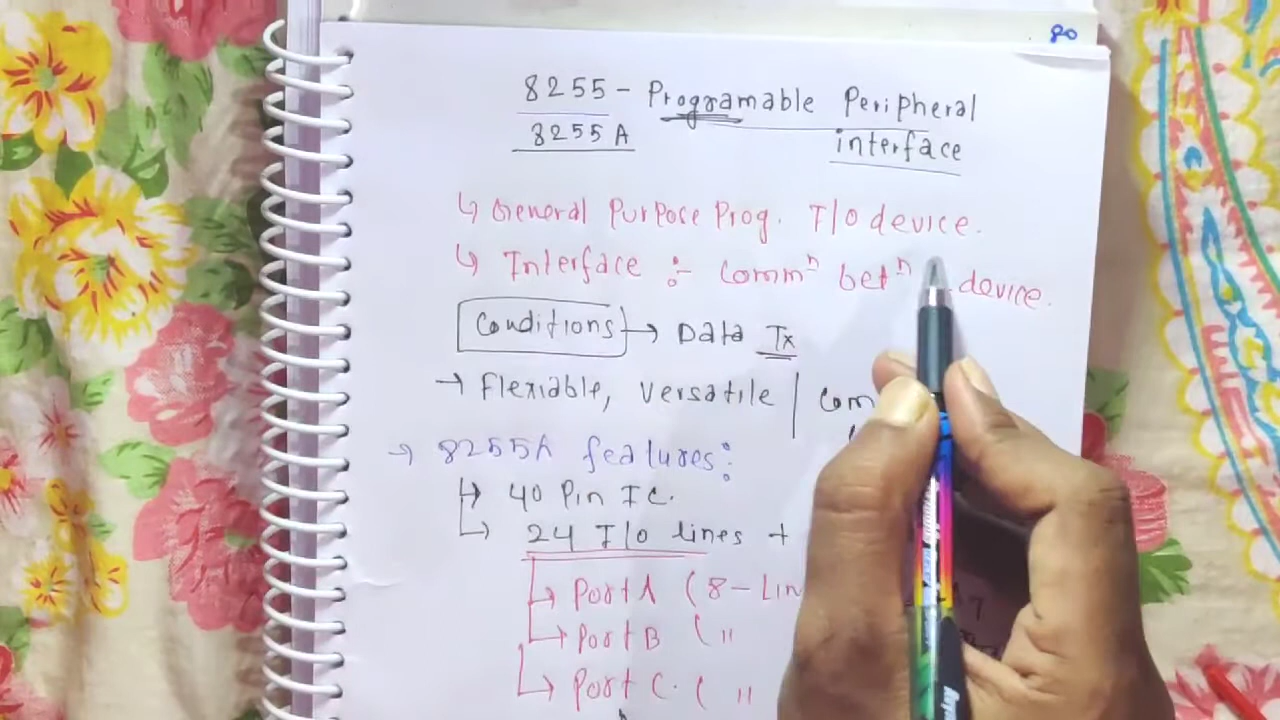 80
8255 - Programable Peripheral
8255A interface
↳ General Purpose Prog. I/O device.
↳ Interface :- Commⁿ betⁿ device.
Conditions → Data Tx
→ Flexiable, Versatile | Com
→ 8255A features:
↳ 40 Pin IC.
↳ 24 I/O lines +
→ Port A ( 8 - Lin
→ Port B ( "
→ Port C. ( "